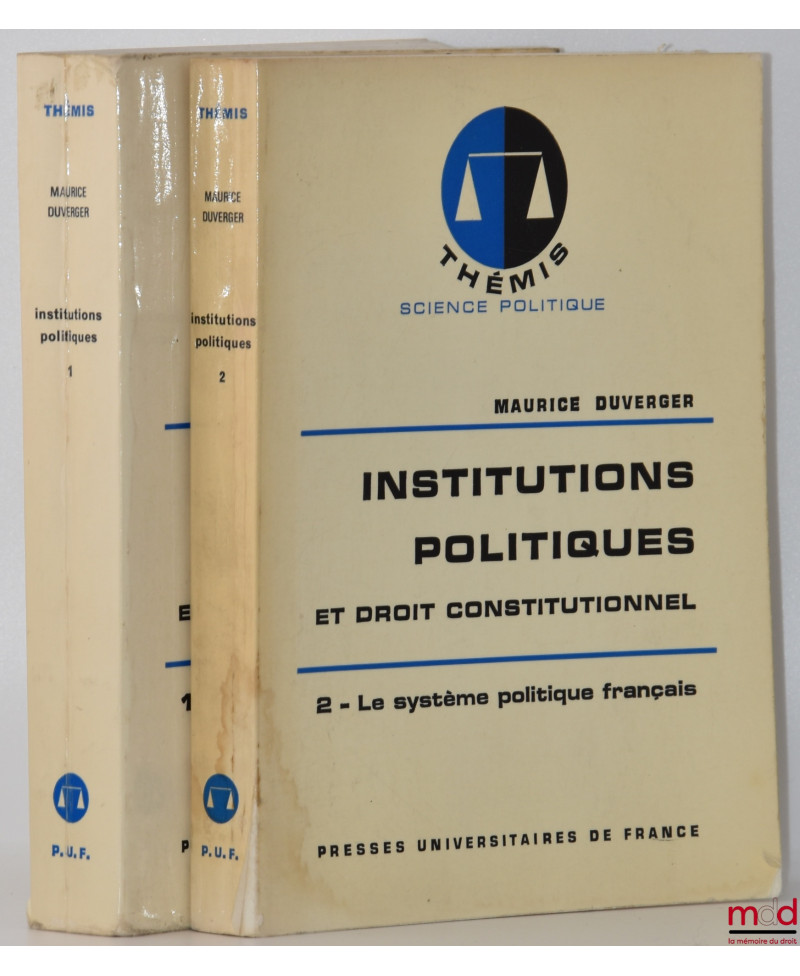 THÉMIS
MAURICE
DUVERGER
institutions
politiques
1
P.U.F.
THÉMIS
MAURICE
DUVERGER
institutions
politiques
2
P.U.F.
E
1
P
THÉMIS
SCIENCE POLITIQUE
MAURICE DUVERGER
INSTITUTIONS
POLITIQUES
ET DROIT CONSTITUTIONNEL
2 - Le système politique français
PRESSES UNIVERSITAIRES DE FRANCE
mdd
la mémoire du droit